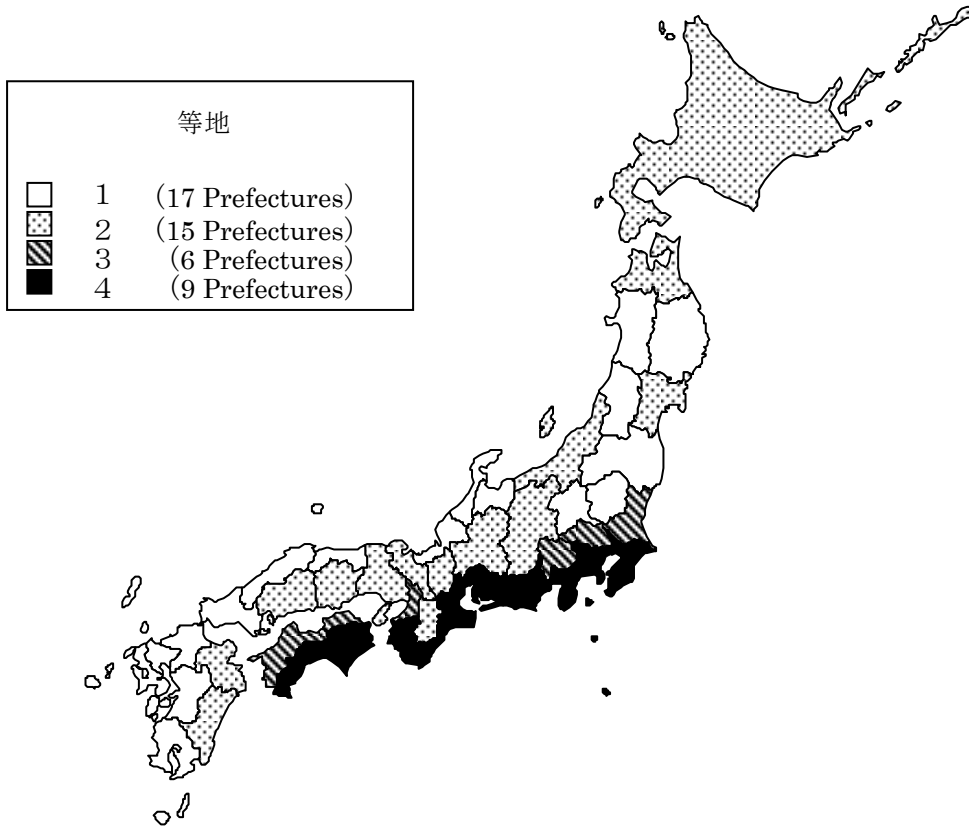 等地
1 (17 Prefectures)
２ (15 Prefectures)
３ (6 Prefectures)
４ (9 Prefectures)